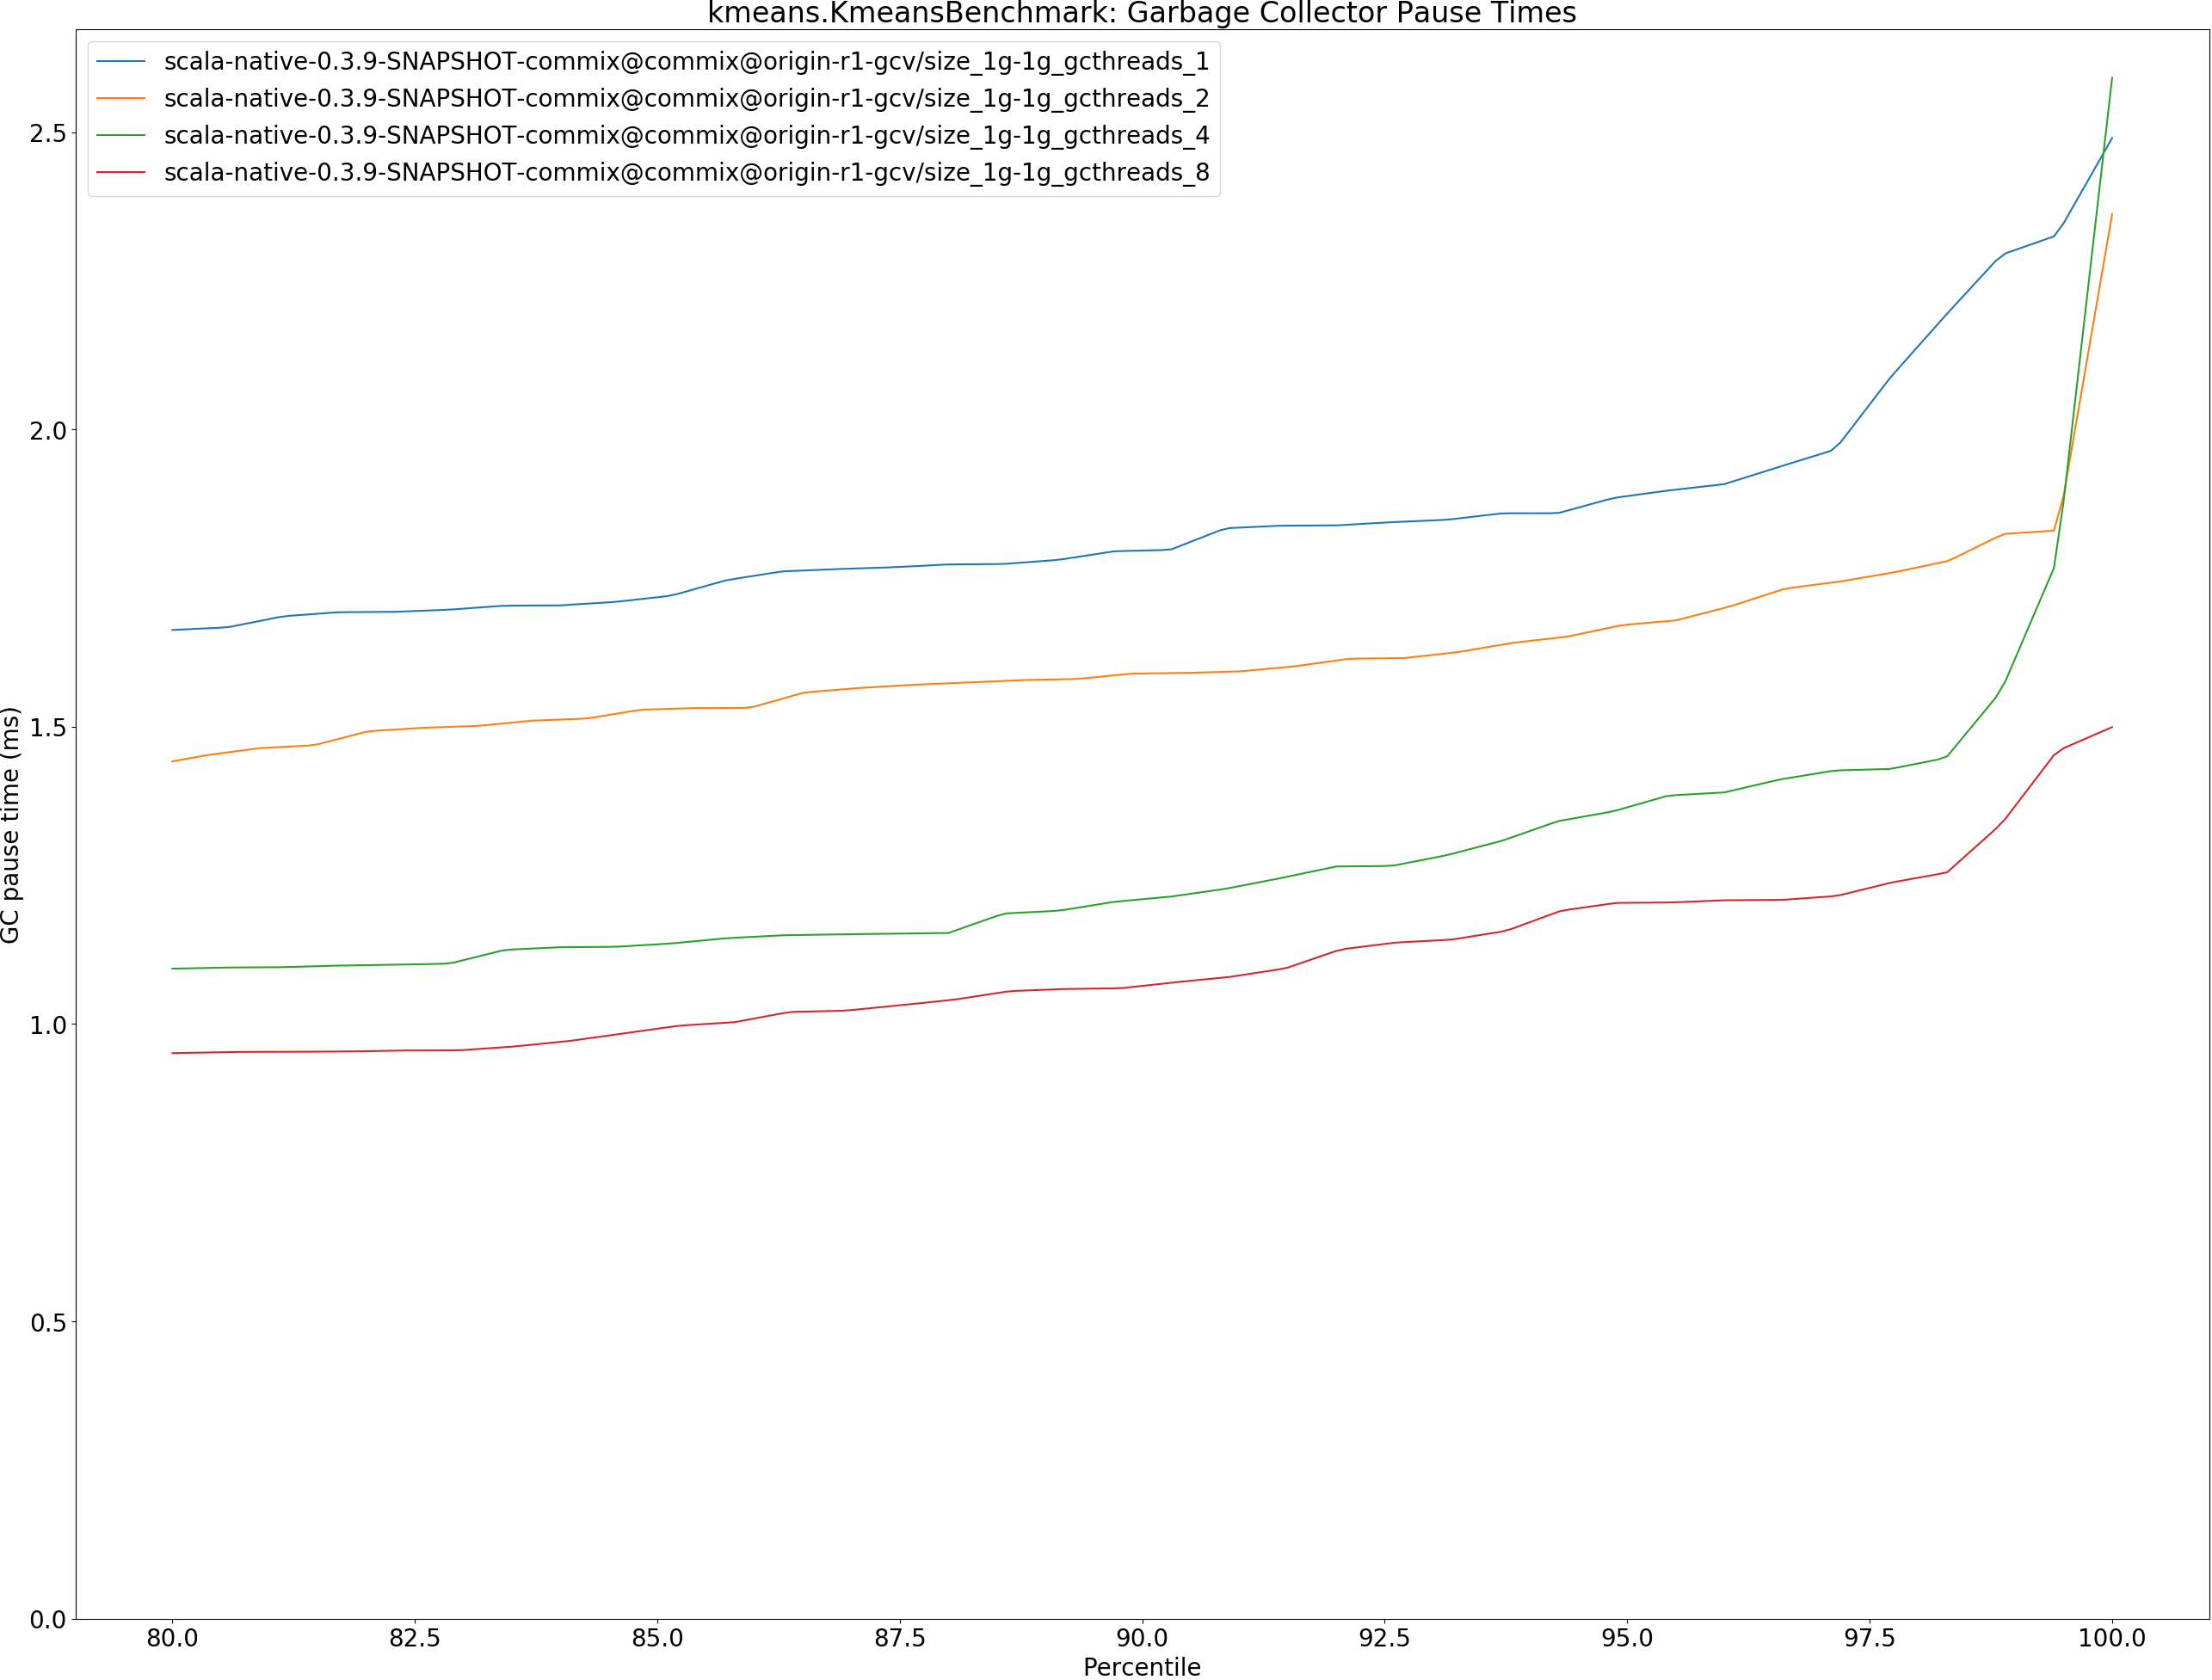 kmeans.KmeansBenchmark: Garbage Collector Pause Times
scala-native-0.3.9-SNAPSHOT-commix@commix@origin-r1-gcv/size_1g-1g_gcthreads_1
scala-native-0.3.9-SNAPSHOT-commix@commix@origin-r1-gcv/size_1g-1g_gcthreads_2
scala-native-0.3.9-SNAPSHOT-commix@commix@origin-r1-gcv/size_1g-1g_gcthreads_4
scala-native-0.3.9-SNAPSHOT-commix@commix@origin-r1-gcv/size_1g-1g_gcthreads_8
GC pause time (ms)
2.5
2.0
1.5
1.0
0.5
0.0
80.0 82.5 85.0 87.5 90.0 92.5 95.0 97.5 100.0
Percentile